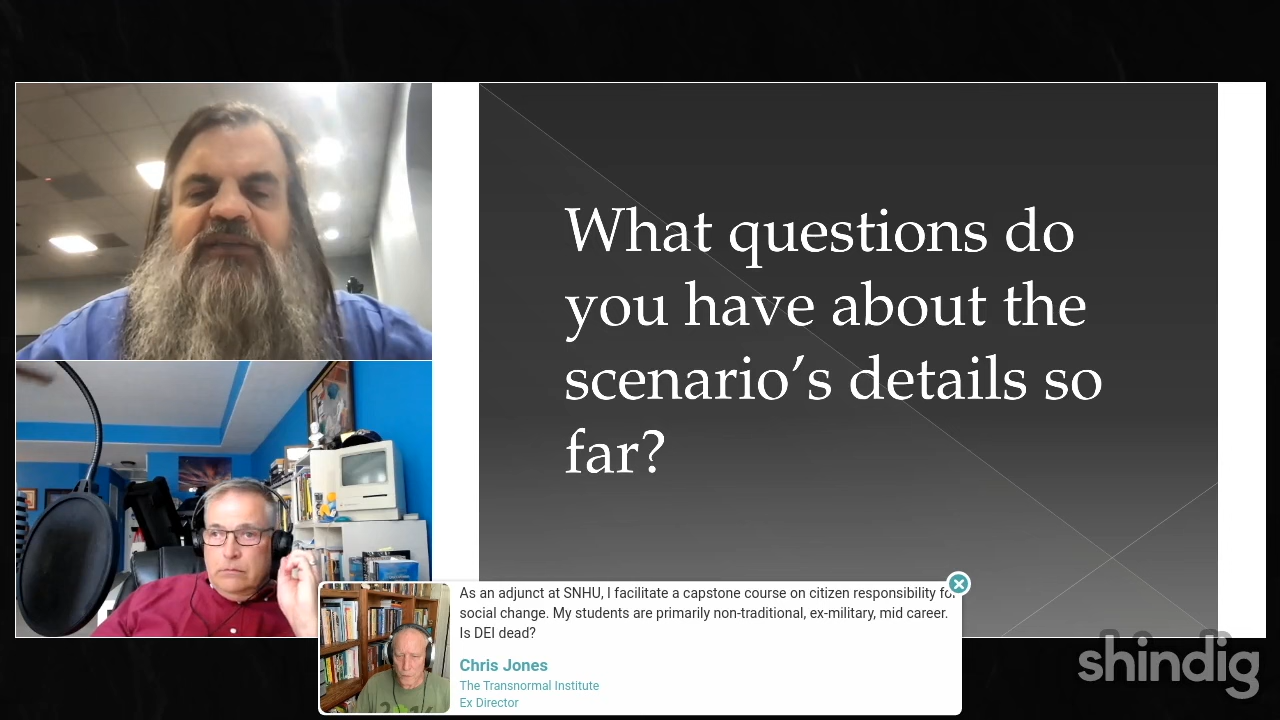 What questions do
you have about the
scenario's details so
far?
As an adjunct at SNHU, I facilitate a capstone course on citizen responsibility for
social change. My students are primarily non-traditional, ex-military, mid career.
Is DEI dead?
Chris Jones
The Transnormal Institute
Ex Director
shindig